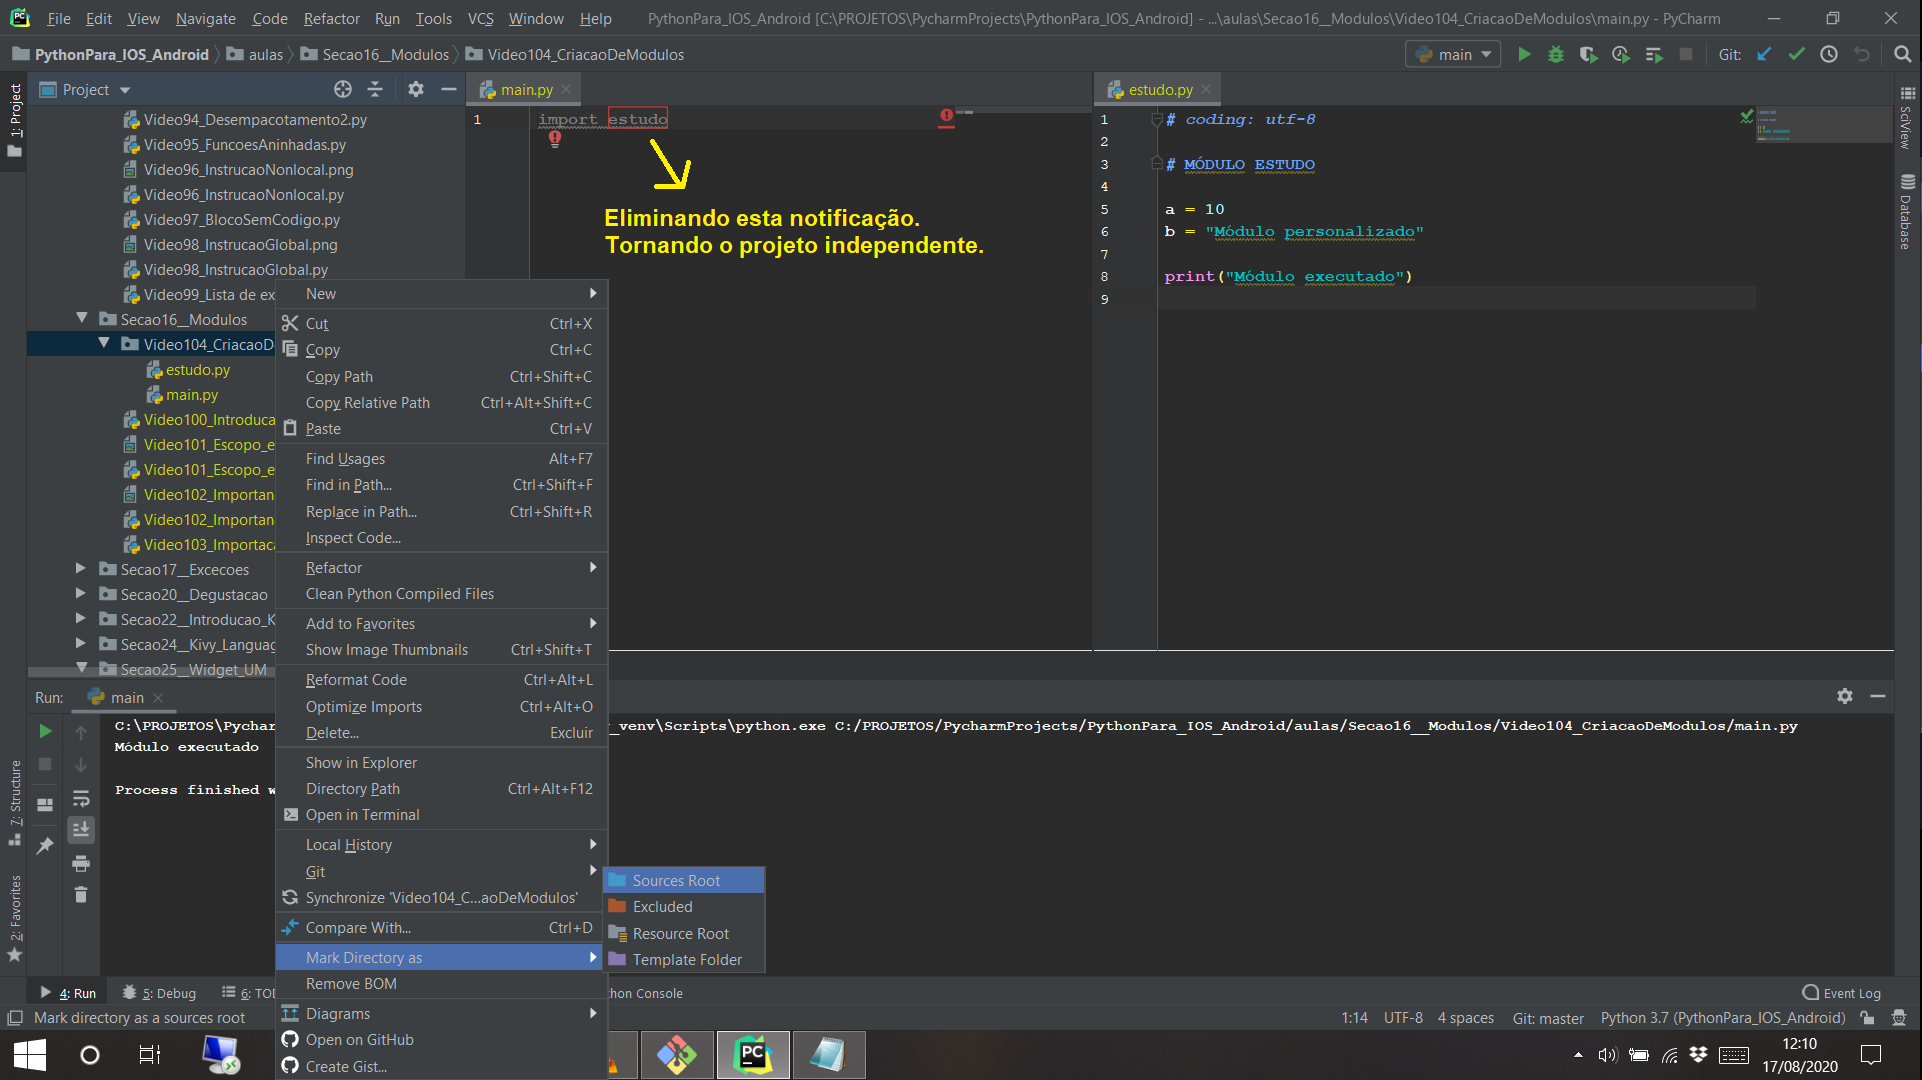 File Edit View Navigate Code Refactor Run Tools VCS Window Help PythonPara_IOS_Android [C:\PROJETOS\PycharmProjects\PythonPara_IOS_Android] - ...\aulas\Secao16__Modulos\Video104_CriacaoDeModulos\main.py - PyCharm
PythonPara_IOS_Android aulas Secao16__Modulos Video104_CriacaoDeModulos main Git:
1: Project
Project
Video94_Desempacotamento2.py
Video95_FuncoesAninhadas.py
Video96_InstrucaoNonlocal.png
Video96_InstrucaoNonlocal.py
Video97_BlocoSemCodigo.py
Video98_InstrucaoGlobal.png
Video98_InstrucaoGlobal.py
Video99_Lista de ex
Secao16__Modulos
Video104_CriacaoD
estudo.py
main.py
Video100_Introduca
Video101_Escopo_e
Video101_Escopo_e
Video102_Importan
Video102_Importan
Video103_Importaca
Secao17__Excecoes
Secao20__Degustacao
Secao22__Introducao_K
Secao24__Kivy_Languag
Secao25__Widget_UM
main.py
1 import estudo
Eliminando esta notificação.
Tornando o projeto independente.
estudo.py
1 # coding: utf-8
2
3 # MÓDULO ESTUDO
4
5 a = 10
6 b = "Módulo personalizado"
7
8 print("Módulo executado")
9
SciView
Database
New
Cut Ctrl+X
Copy Ctrl+C
Copy Path Ctrl+Shift+C
Copy Relative Path Ctrl+Alt+Shift+C
Paste Ctrl+V
Find Usages Alt+F7
Find in Path... Ctrl+Shift+F
Replace in Path... Ctrl+Shift+R
Inspect Code...
Refactor
Clean Python Compiled Files
Add to Favorites
Show Image Thumbnails Ctrl+Shift+T
Reformat Code Ctrl+Alt+L
Optimize Imports Ctrl+Alt+O
Delete... Excluir
Show in Explorer
Directory Path Ctrl+Alt+F12
Open in Terminal
Local History
Git
Synchronize 'Video104_C...aoDeModulos'
Compare With... Ctrl+D
Mark Directory as
Remove BOM
Diagrams
Open on GitHub
Create Gist...
Sources Root
Excluded
Resource Root
Template Folder
Run: main
C:\PROJETOS\Pychar _venv\Scripts\python.exe C:/PROJETOS/PycharmProjects/PythonPara_IOS_Android/aulas/Secao16__Modulos/Video104_CriacaoDeModulos/main.py
Módulo executado
Process finished w
7: Structure
2: Favorites
4: Run 5: Debug 6: TOD hon Console Event Log
Mark directory as a sources root 1:14 UTF-8 4 spaces Git: master Python 3.7 (PythonPara_IOS_Android)
PC
12:10
17/08/2020